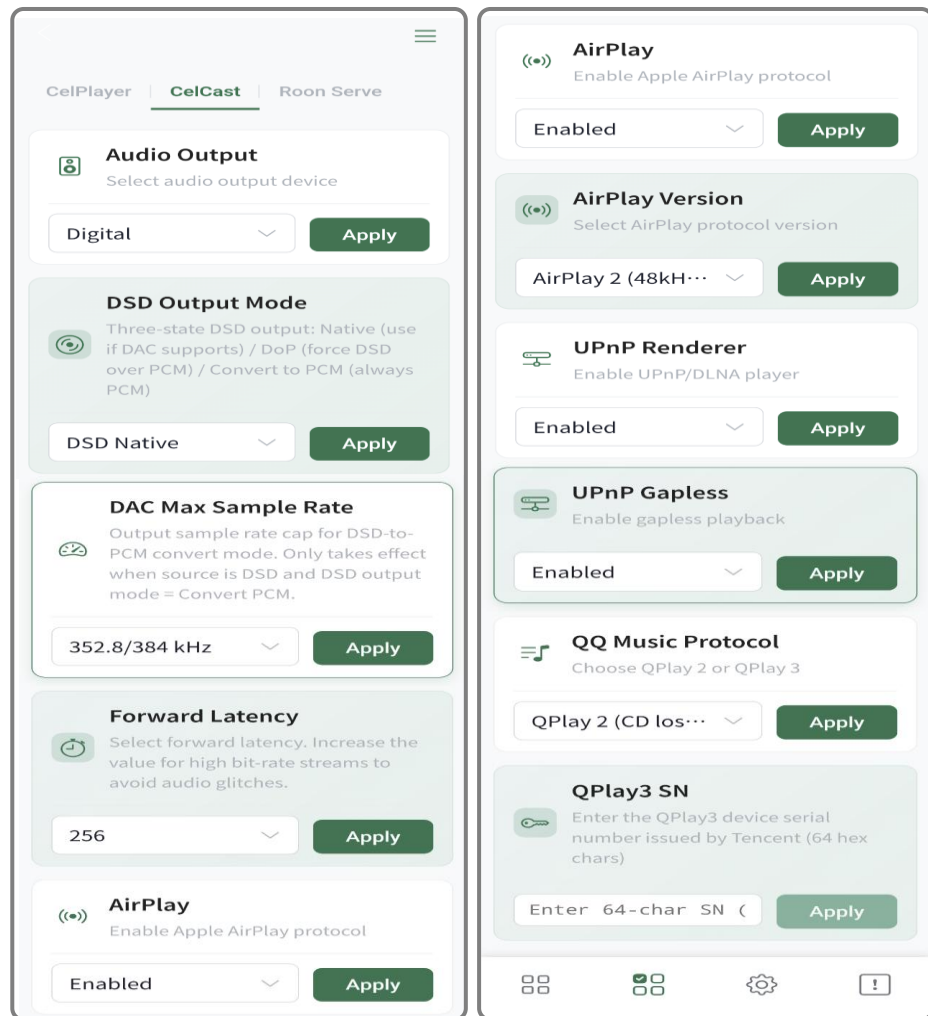 CelPlayer
CelCast
Roon Serve
Audio Output
Select audio output device
Digital
Apply
DSD Output Mode
Three-state DSD output: Native (use
if DAC supports) / DoP (force DSD
over PCM) / Convert to PCM (always
PCM)
DSD Native
Apply
DAC Max Sample Rate
Output sample rate cap for DSD-to-
PCM convert mode. Only takes effect
when source is DSD and DSD output
mode = Convert PCM.
352.8/384 kHz
Apply
Forward Latency
Select forward latency. Increase the
value for high bit-rate streams to
avoid audio glitches.
256
Apply
AirPlay
Enable Apple AirPlay protocol
Enabled
Apply
AirPlay
Enable Apple AirPlay protocol
Enabled
Apply
AirPlay Version
Select AirPlay protocol version
AirPlay 2 (48kH···
Apply
UPnP Renderer
Enable UPnP/DLNA player
Enabled
Apply
UPnP Gapless
Enable gapless playback
Enabled
Apply
QQ Music Protocol
Choose QPlay 2 or QPlay 3
QPlay 2 (CD los···
Apply
QPlay3 SN
Enter the QPlay3 device serial
number issued by Tencent (64 hex
chars)
Enter 64-char SN (
Apply